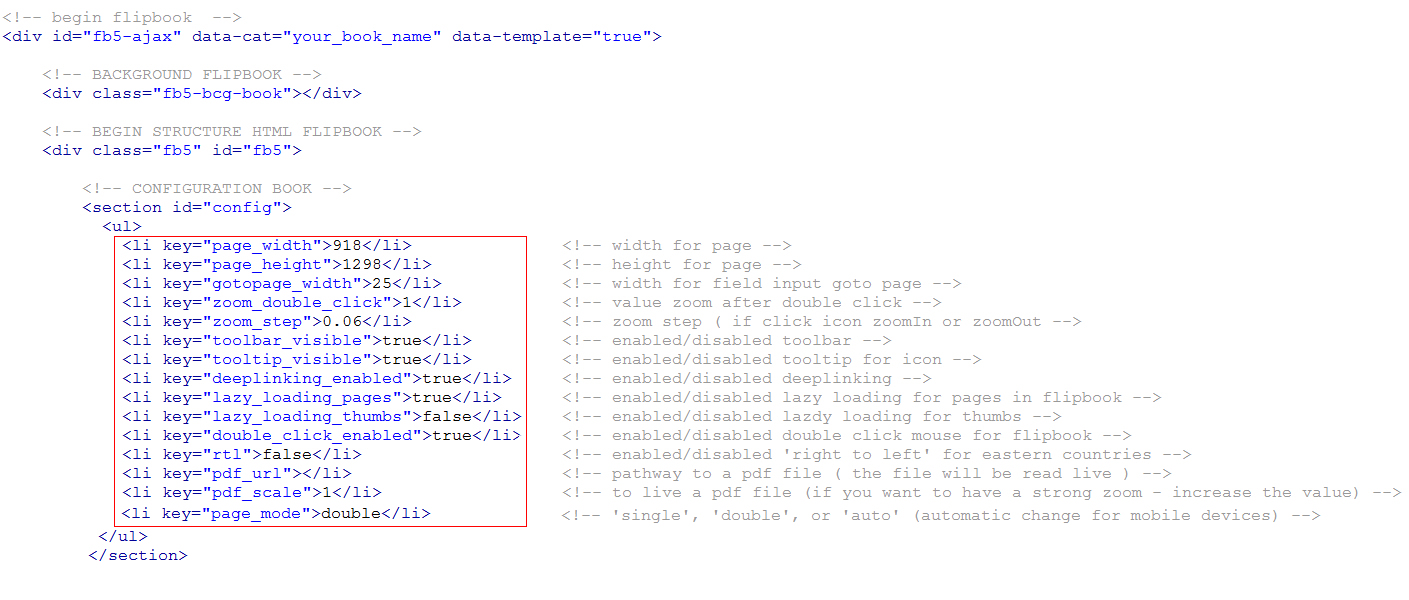 <!-- begin flipbook  -->
<div id="fb5-ajax" data-cat="your_book_name" data-template="true">
<!-- BACKGROUND FLIPBOOK -->
<div class="fb5-bcg-book"></div>
<!-- BEGIN STRUCTURE HTML FLIPBOOK -->
<div class="fb5" id="fb5">
<!-- CONFIGURATION BOOK -->
<section id="config">
<ul>
<li key="page_width">918</li> <!-- width for page -->
<li key="page_height">1298</li> <!-- height for page -->
<li key="gotopage_width">25</li> <!-- width for field input goto page -->
<li key="zoom_double_click">1</li> <!-- value zoom after double click -->
<li key="zoom_step">0.06</li> <!-- zoom step ( if click icon zoomIn or zoomOut -->
<li key="toolbar_visible">true</li> <!-- enabled/disabled toolbar -->
<li key="tooltip_visible">true</li> <!-- enabled/disabled tooltip for icon -->
<li key="deeplinking_enabled">true</li> <!-- enabled/disabled deeplinking -->
<li key="lazy_loading_pages">true</li> <!-- enabled/disabled lazy loading for pages in flipbook -->
<li key="lazy_loading_thumbs">false</li> <!-- enabled/disabled lazdy loading for thumbs -->
<li key="double_click_enabled">true</li> <!-- enabled/disabled double click mouse for flipbook -->
<li key="rtl">false</li> <!-- enabled/disabled 'right to left' for eastern countries -->
<li key="pdf_url"></li> <!-- pathway to a pdf file ( the file will be read live ) -->
<li key="pdf_scale">1</li> <!-- to live a pdf file (if you want to have a strong zoom - increase the value) -->
<li key="page_mode">double</li> <!-- 'single', 'double', or 'auto' (automatic change for mobile devices) -->
</ul>
</section>